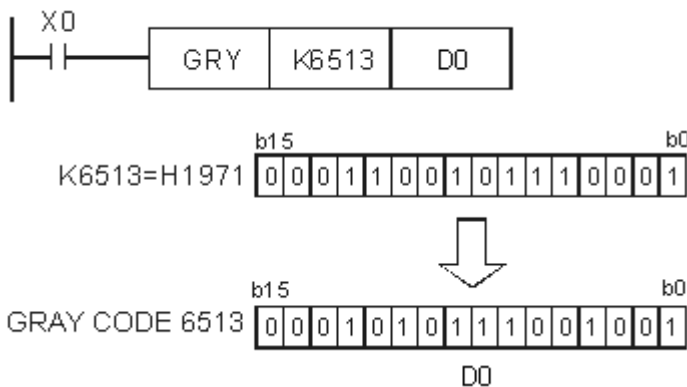 X0
GRY K6513 D0
b15 b0
K6513=H1971 0 0 0 1 1 0 0 1 0 1 1 1 0 0 0 1
b15 b0
GRAY CODE 6513 0 0 0 1 0 1 0 1 1 1 0 0 1 0 0 1
D0